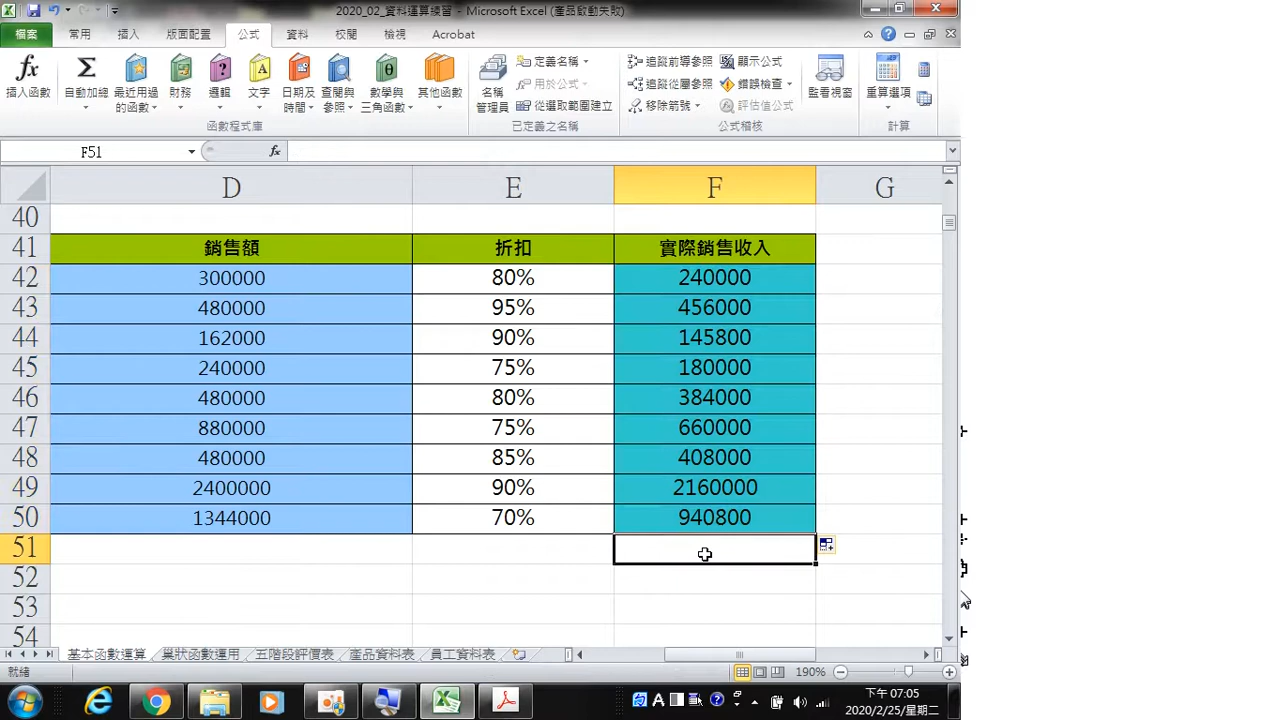 2020_02_資料運算練習 - Microsoft Excel (產品啟動失敗)
檔案 常用 插入 版面配置 公式 資料 校閱 檢視 Acrobat
fx 插入函數
Σ 自動加總
最近用過的函數
財務
邏輯
文字
日期及時間
查閱與參照
數學與三角函數
其他函數
函數程式庫
名稱管理員
定義名稱
用於公式
從選取範圍建立
已定義之名稱
追蹤前導參照
追蹤從屬參照
移除箭號
顯示公式
錯誤檢查
評估值公式
公式稽核
監看視窗
重算選項
計算
F51 fx
D E F G
40
41 銷售額 折扣 實際銷售收入
42 300000 80% 240000
43 480000 95% 456000
44 162000 90% 145800
45 240000 75% 180000
46 480000 80% 384000
47 880000 75% 660000
48 480000 85% 408000
49 2400000 90% 2160000
50 1344000 70% 940800
51
52
53
54
基本函數運算 巢狀函數運用 五階段評價表 產品資料表 員工資料表
就緒 190%
下午 07:05
2020/2/25/星期二